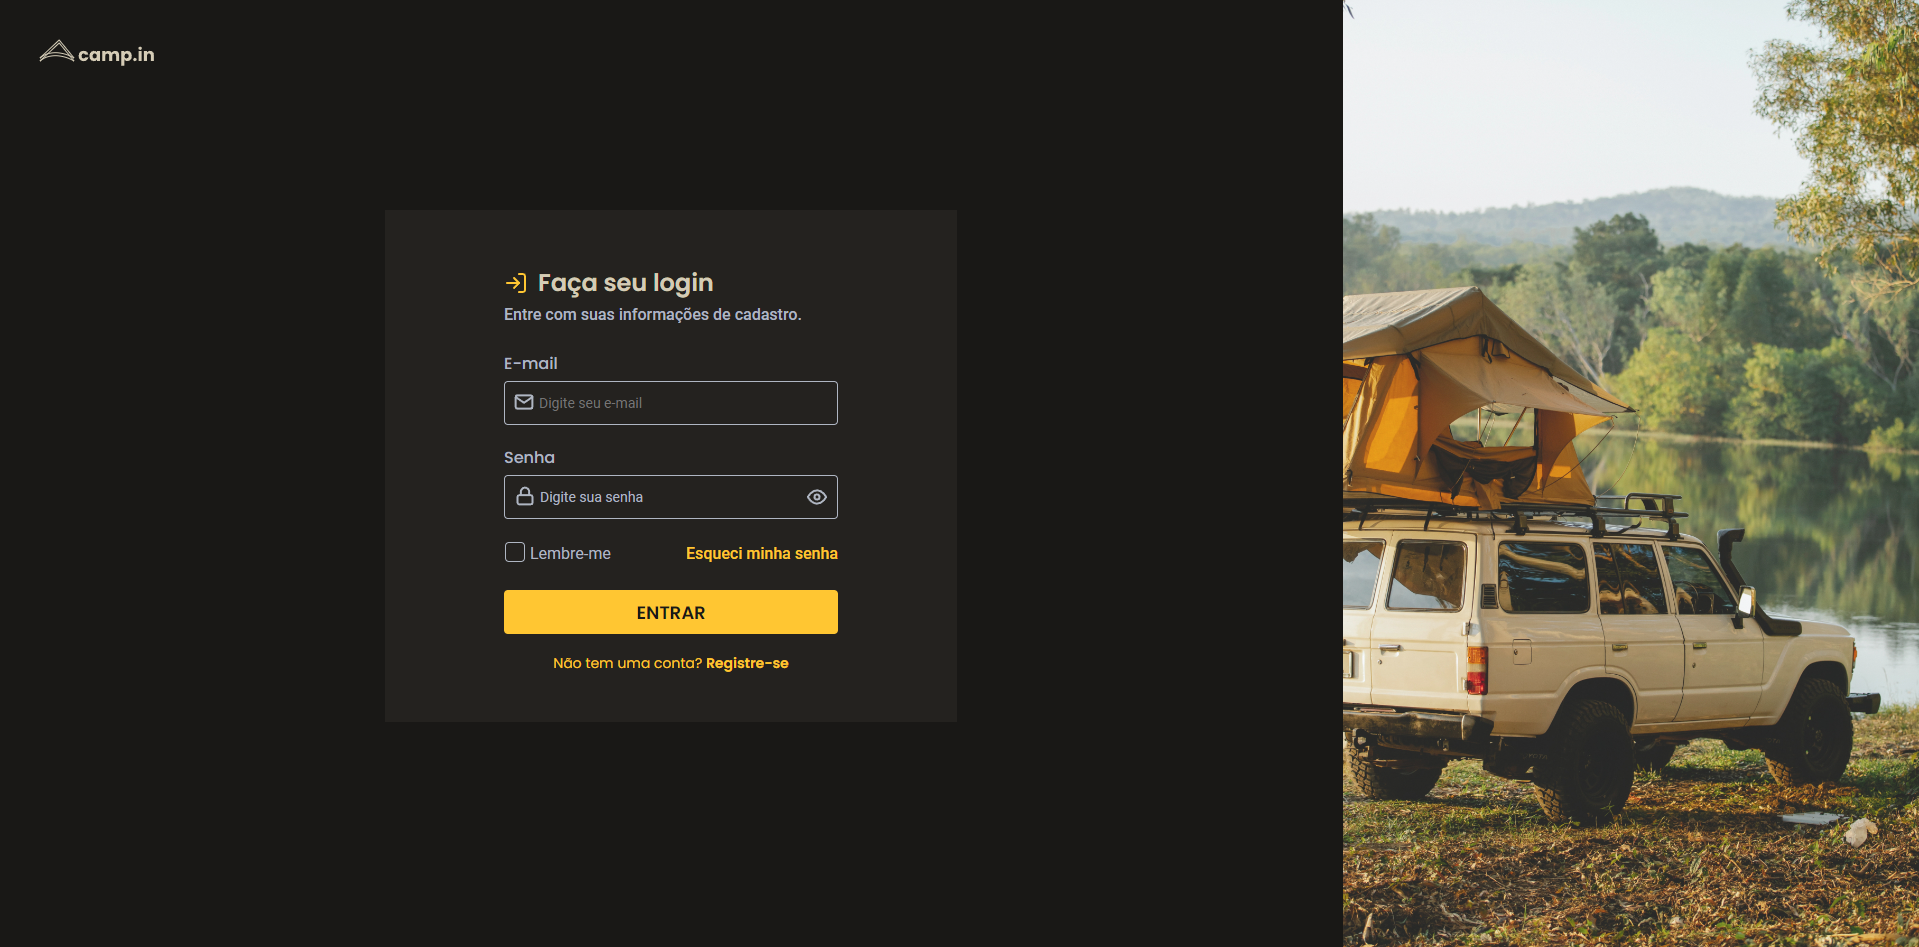 camp.in
Faça seu login
Entre com suas informações de cadastro.
E-mail
Digite seu e-mail
Senha
Digite sua senha
Lembre-me Esqueci minha senha
ENTRAR
Não tem uma conta? Registre-se